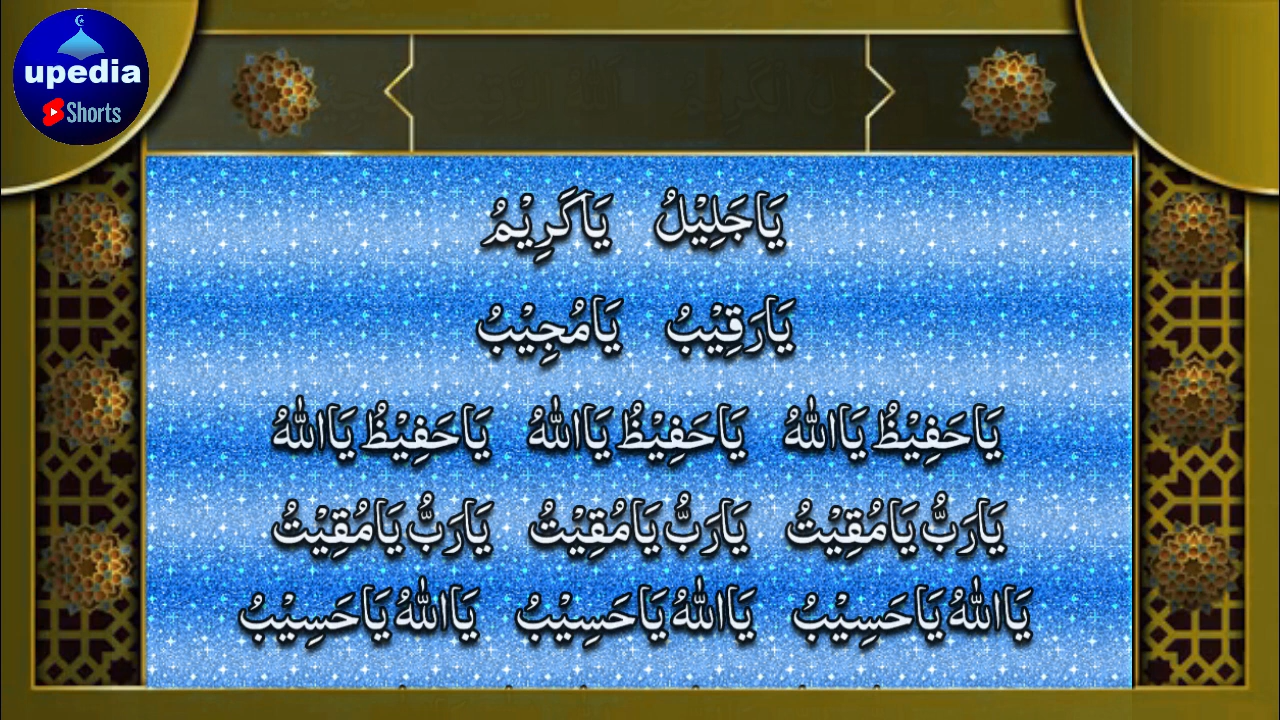 upedia
Shorts
يَا جَلِيْلُ يَا كَرِيْمُ
يَا رَقِيْبُ يَا مُجِيْبُ
يَا حَفِيْظُ يَا اللّٰهُ يَا حَفِيْظُ يَا اللّٰهُ يَا حَفِيْظُ يَا اللّٰهُ
يَا رَبُّ يَا مُقِيْتُ يَا رَبُّ يَا مُقِيْتُ يَا رَبُّ يَا مُقِيْتُ
يَا اللّٰهُ يَا حَسِيْبُ يَا اللّٰهُ يَا حَسِيْبُ يَا اللّٰهُ يَا حَسِيْبُ